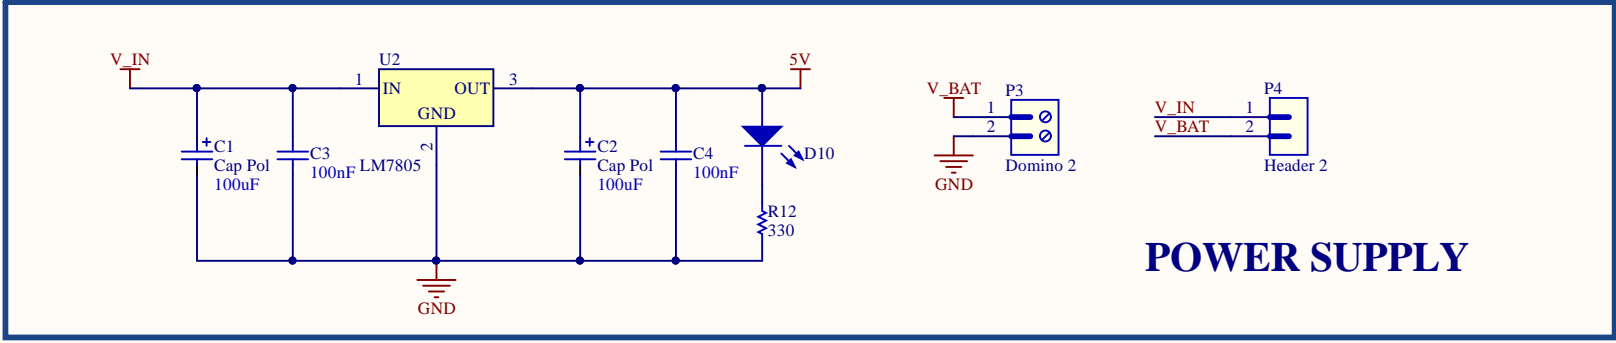 V_IN
U2
5V
1
IN
OUT
3
GND
2
+
C1
Cap Pol
100uF
C3
100nF
LM7805
+
C2
Cap Pol
100uF
C4
100nF
D10
R12
330
GND
V_BAT
P3
1
2
GND
Domino 2
P4
V_IN
1
V_BAT
2
Header 2
POWER SUPPLY